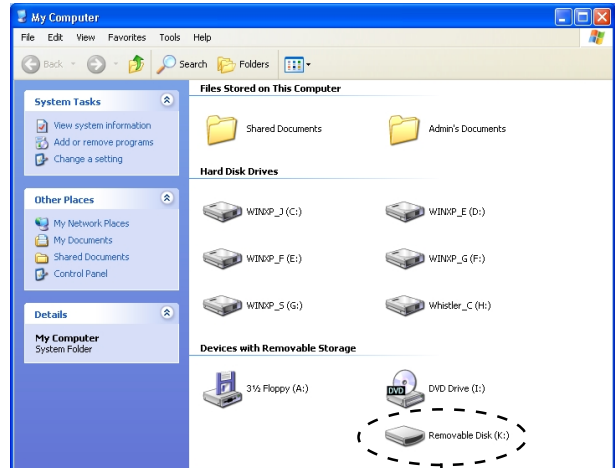 My Computer
File Edit View Favorites Tools Help
Back Search Folders
System Tasks
View system information
Add or remove programs
Change a setting
Other Places
My Network Places
My Documents
Shared Documents
Control Panel
Details
My Computer
System Folder
Files Stored on This Computer
Shared Documents Admin's Documents
Hard Disk Drives
WINXP_J (C:) WINXP_E (D:)
WINXP_F (E:) WINXP_G (F:)
WINXP_S (G:) Whistler_C (H:)
Devices with Removable Storage
3½ Floppy (A:) DVD DVD Drive (I:)
Removable Disk (K:)